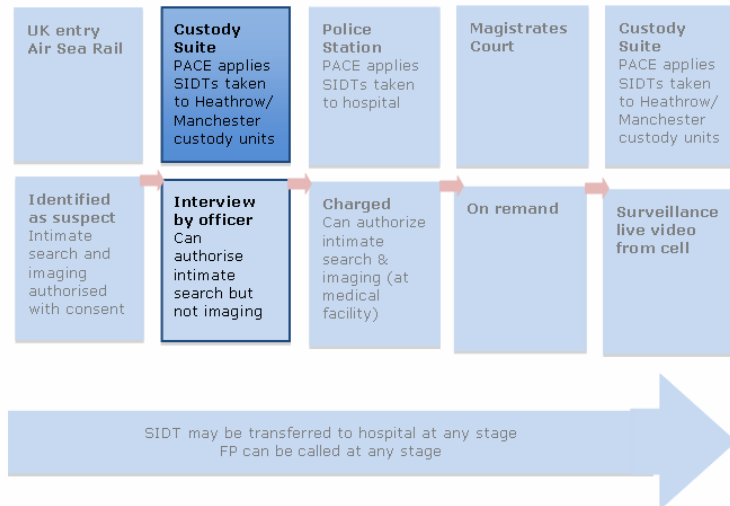 UK entry
Air Sea Rail
Custody
Suite
PACE applies
SIDTs taken
to Heathrow/
Manchester
custody units
Police
Station
PACE applies
SIDTs taken
to hospital
Magistrates
Court
Custody
Suite
PACE applies
SIDTs taken
to Heathrow/
Manchester
custody units
Identified
as suspect
Intimate
search and
imaging
authorised
with consent
Interview
by officer
Can
authorise
intimate
search but
not imaging
Charged
Can authorize
intimate
search &
imaging (at
medical
facility)
On remand
Surveillance
live video
from cell
SIDT may be transferred to hospital at any stage
FP can be called at any stage